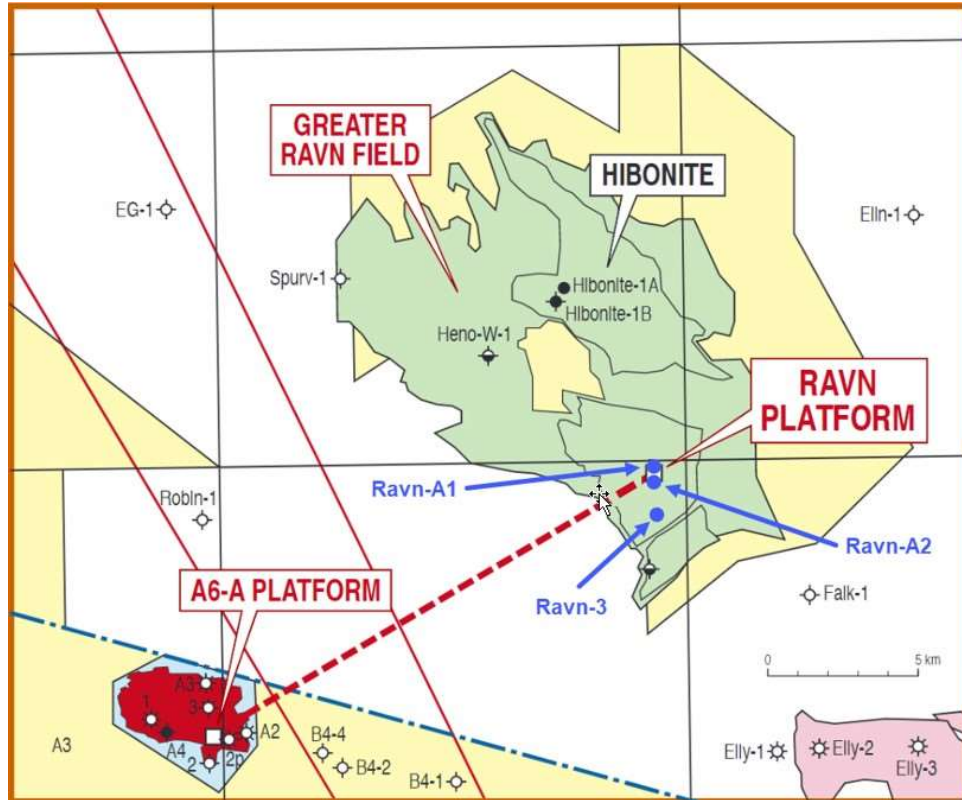 GREATER
RAVN FIELD
HIBONITE
EG-1
Elin-1
Spurv-1
Hibonite-1A
Hibonite-1B
Heno-W-1
RAVN
PLATFORM
Ravn-A1
Robin-1
Ravn-A2
A6-A PLATFORM
Ravn-3
Falk-1
0
5 km
A3
3
1
A3
A4
2
2p
A2
B4-4
B4-2
B4-1
Elly-1
Elly-2
Elly-3